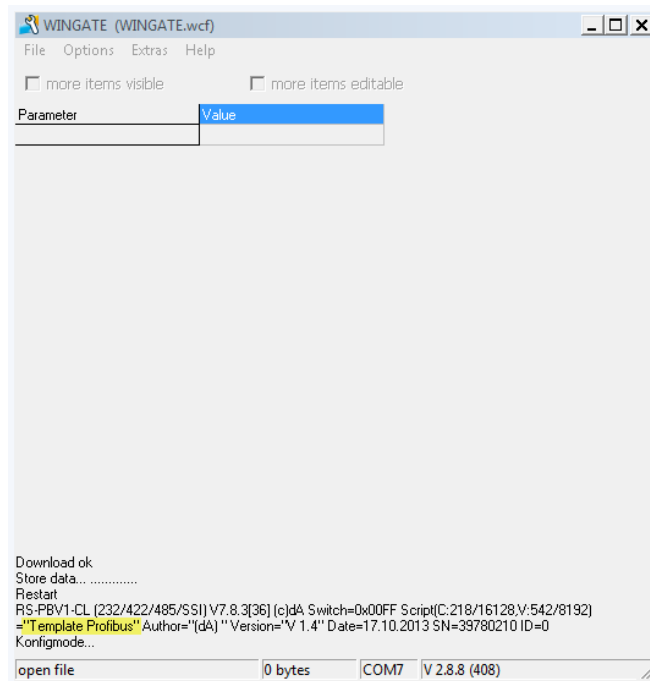 WINGATE (WINGATE.wcf)
File Options Extras Help
more items visible more items editable
Parameter Value
Download ok
Store data... .............
Restart
RS-PBV1-CL (232/422/485/SSI) V7.8.3[36] (c)dA Switch=0x00FF Script(C:218/16128,V:542/8192)
="Template Profibus" Author="(dA) " Version="V 1.4" Date=17.10.2013 SN=39780210 ID=0
Konfigmode...
open file 0 bytes COM7 V 2.8.8 (408)